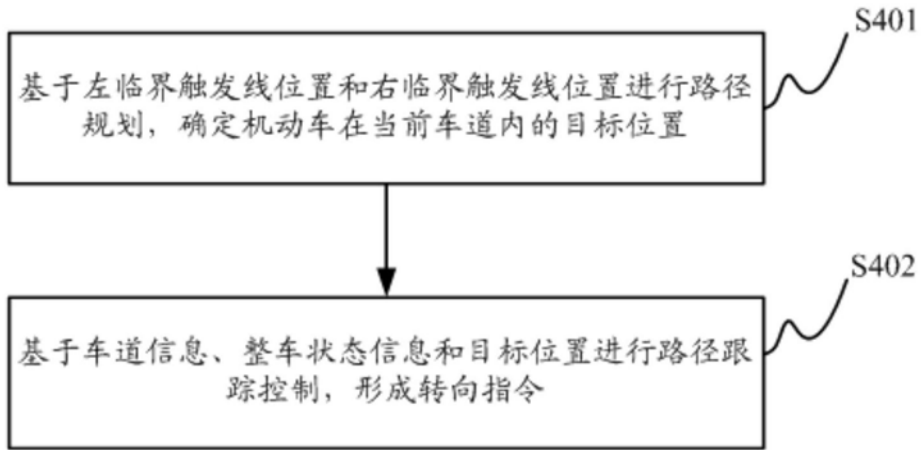 S401
基于左临界触发线位置和右临界触发线位置进行路径
规划，确定机动车在当前车道内的目标位置
S402
基于车道信息、整车状态信息和目标位置进行路径跟
踪控制，形成转向指令